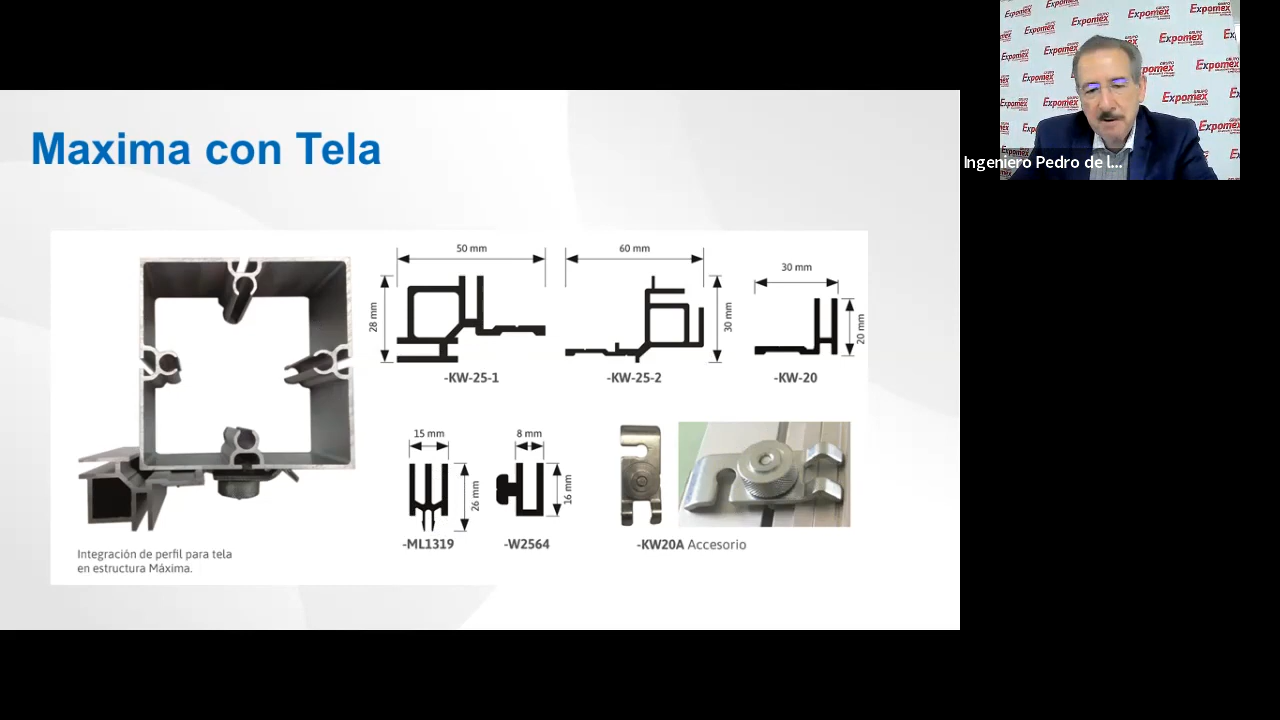 Maxima con Tela
50 mm
28 mm
-KW-25-1
60 mm
30 mm
-KW-25-2
30 mm
20 mm
-KW-20
15 mm
26 mm
-ML1319
8 mm
16 mm
-W2564
-KW20A Accesorio
Integración de perfil para tela
en estructura Máxima.
GRUPO
Expomex
Ingeniero Pedro de l...